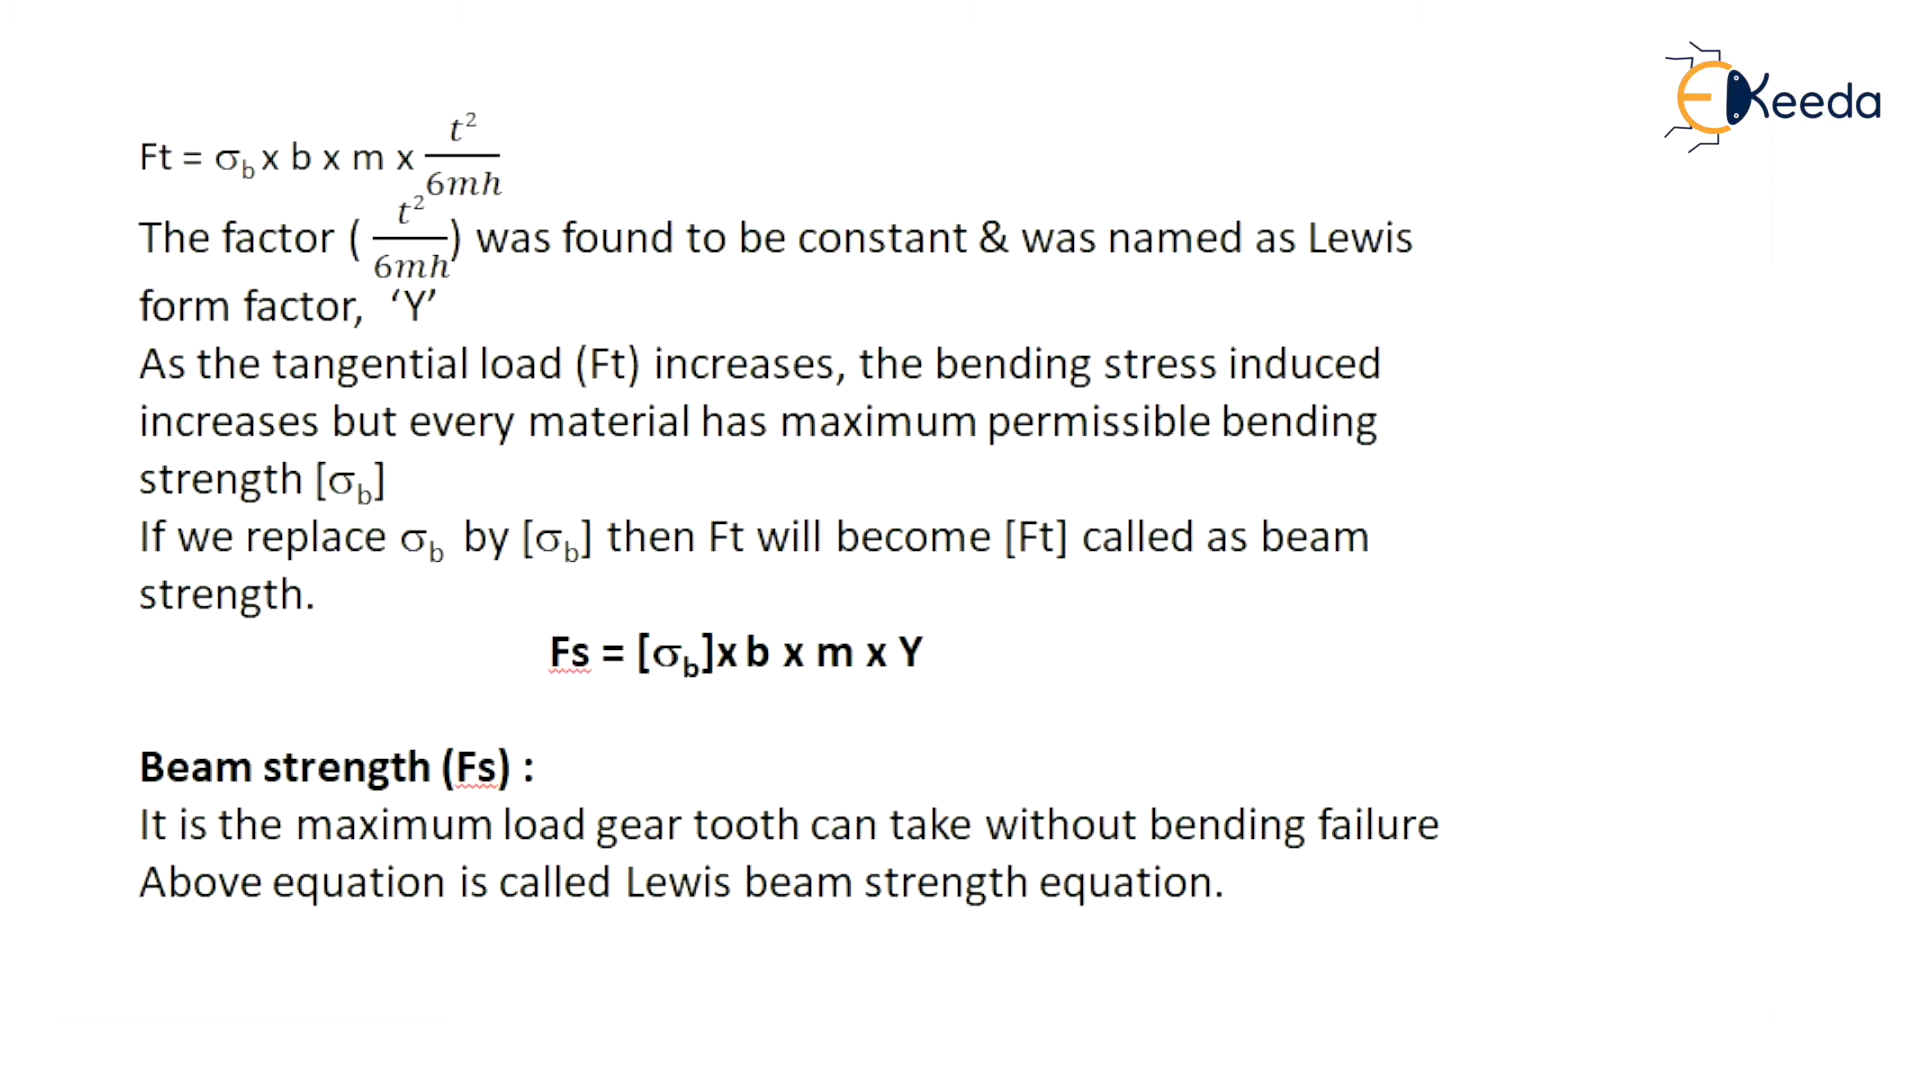 EKeeda
Ft = σb x b x m x t²/6mh
The factor ( t²/6mh ) was found to be constant & was named as Lewis
form factor, ‘Y’
As the tangential load (Ft) increases, the bending stress induced
increases but every material has maximum permissible bending
strength [σb]
If we replace σb by [σb] then Ft will become [Ft] called as beam
strength.
Fs = [σb]x b x m x Y
Beam strength (Fs) :
It is the maximum load gear tooth can take without bending failure
Above equation is called Lewis beam strength equation.